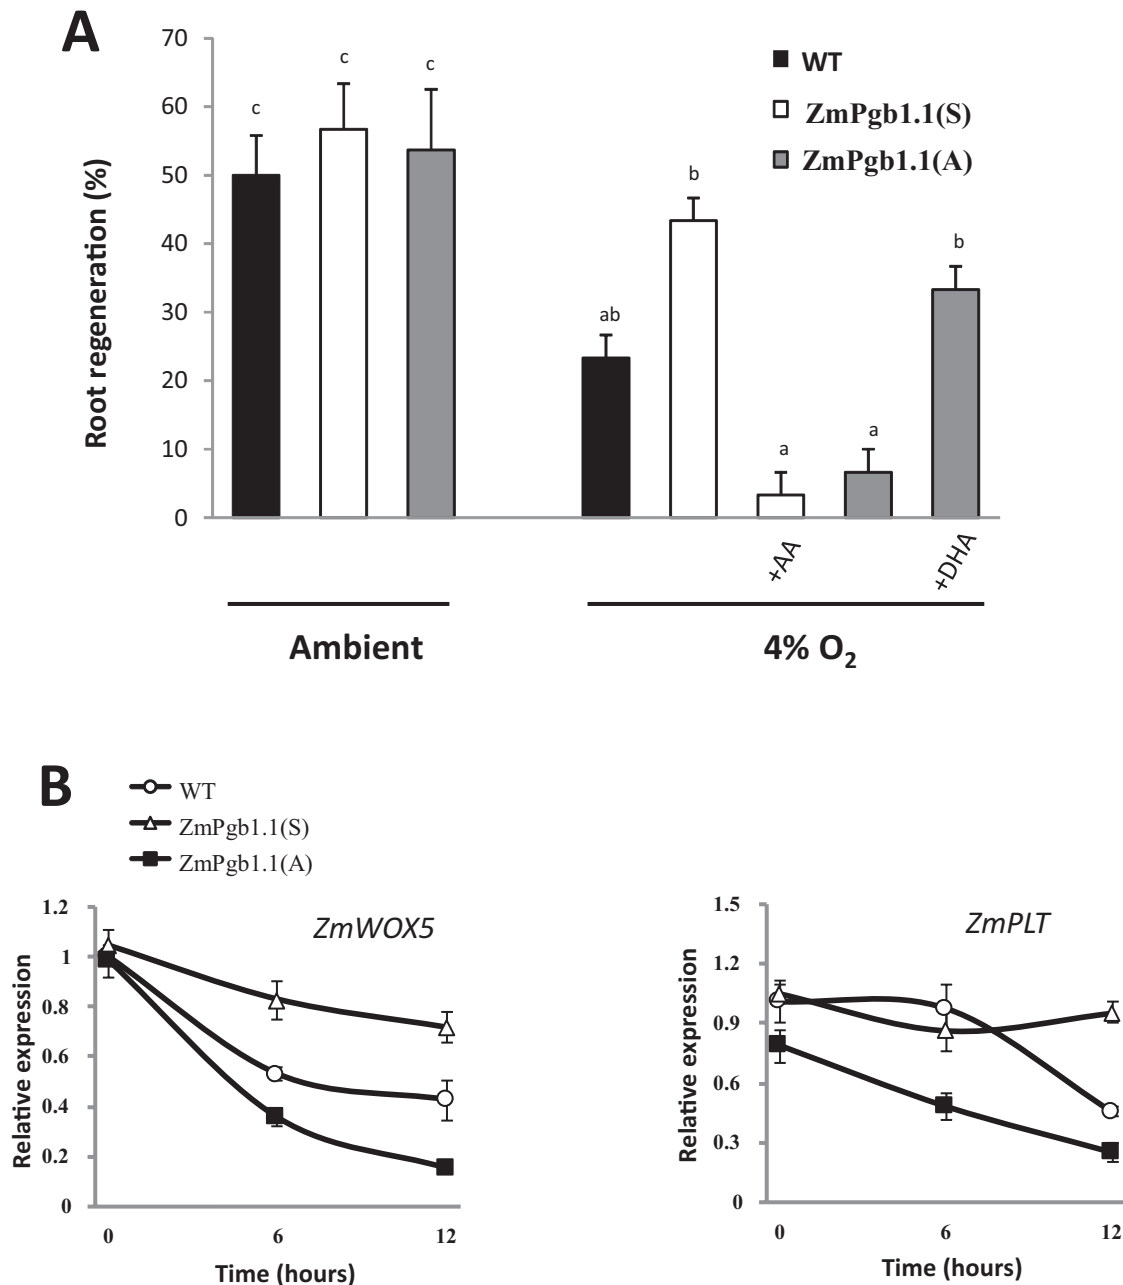 A
70
60
50
40
30
20
10
0
Root regeneration (%)
c
c
c
ab
b
a
a
b
WT
ZmPgb1.1(S)
ZmPgb1.1(A)
+AA
+DHA
Ambient
4% O₂
B
WT
ZmPgb1.1(S)
ZmPgb1.1(A)
ZmWOX5
1.2
1
0.8
0.6
0.4
0.2
0
Relative expression
0 6 12
Time (hours)
ZmPLT
1.5
1.2
0.9
0.6
0.3
0
Relative expression
0 6 12
Time (hours)